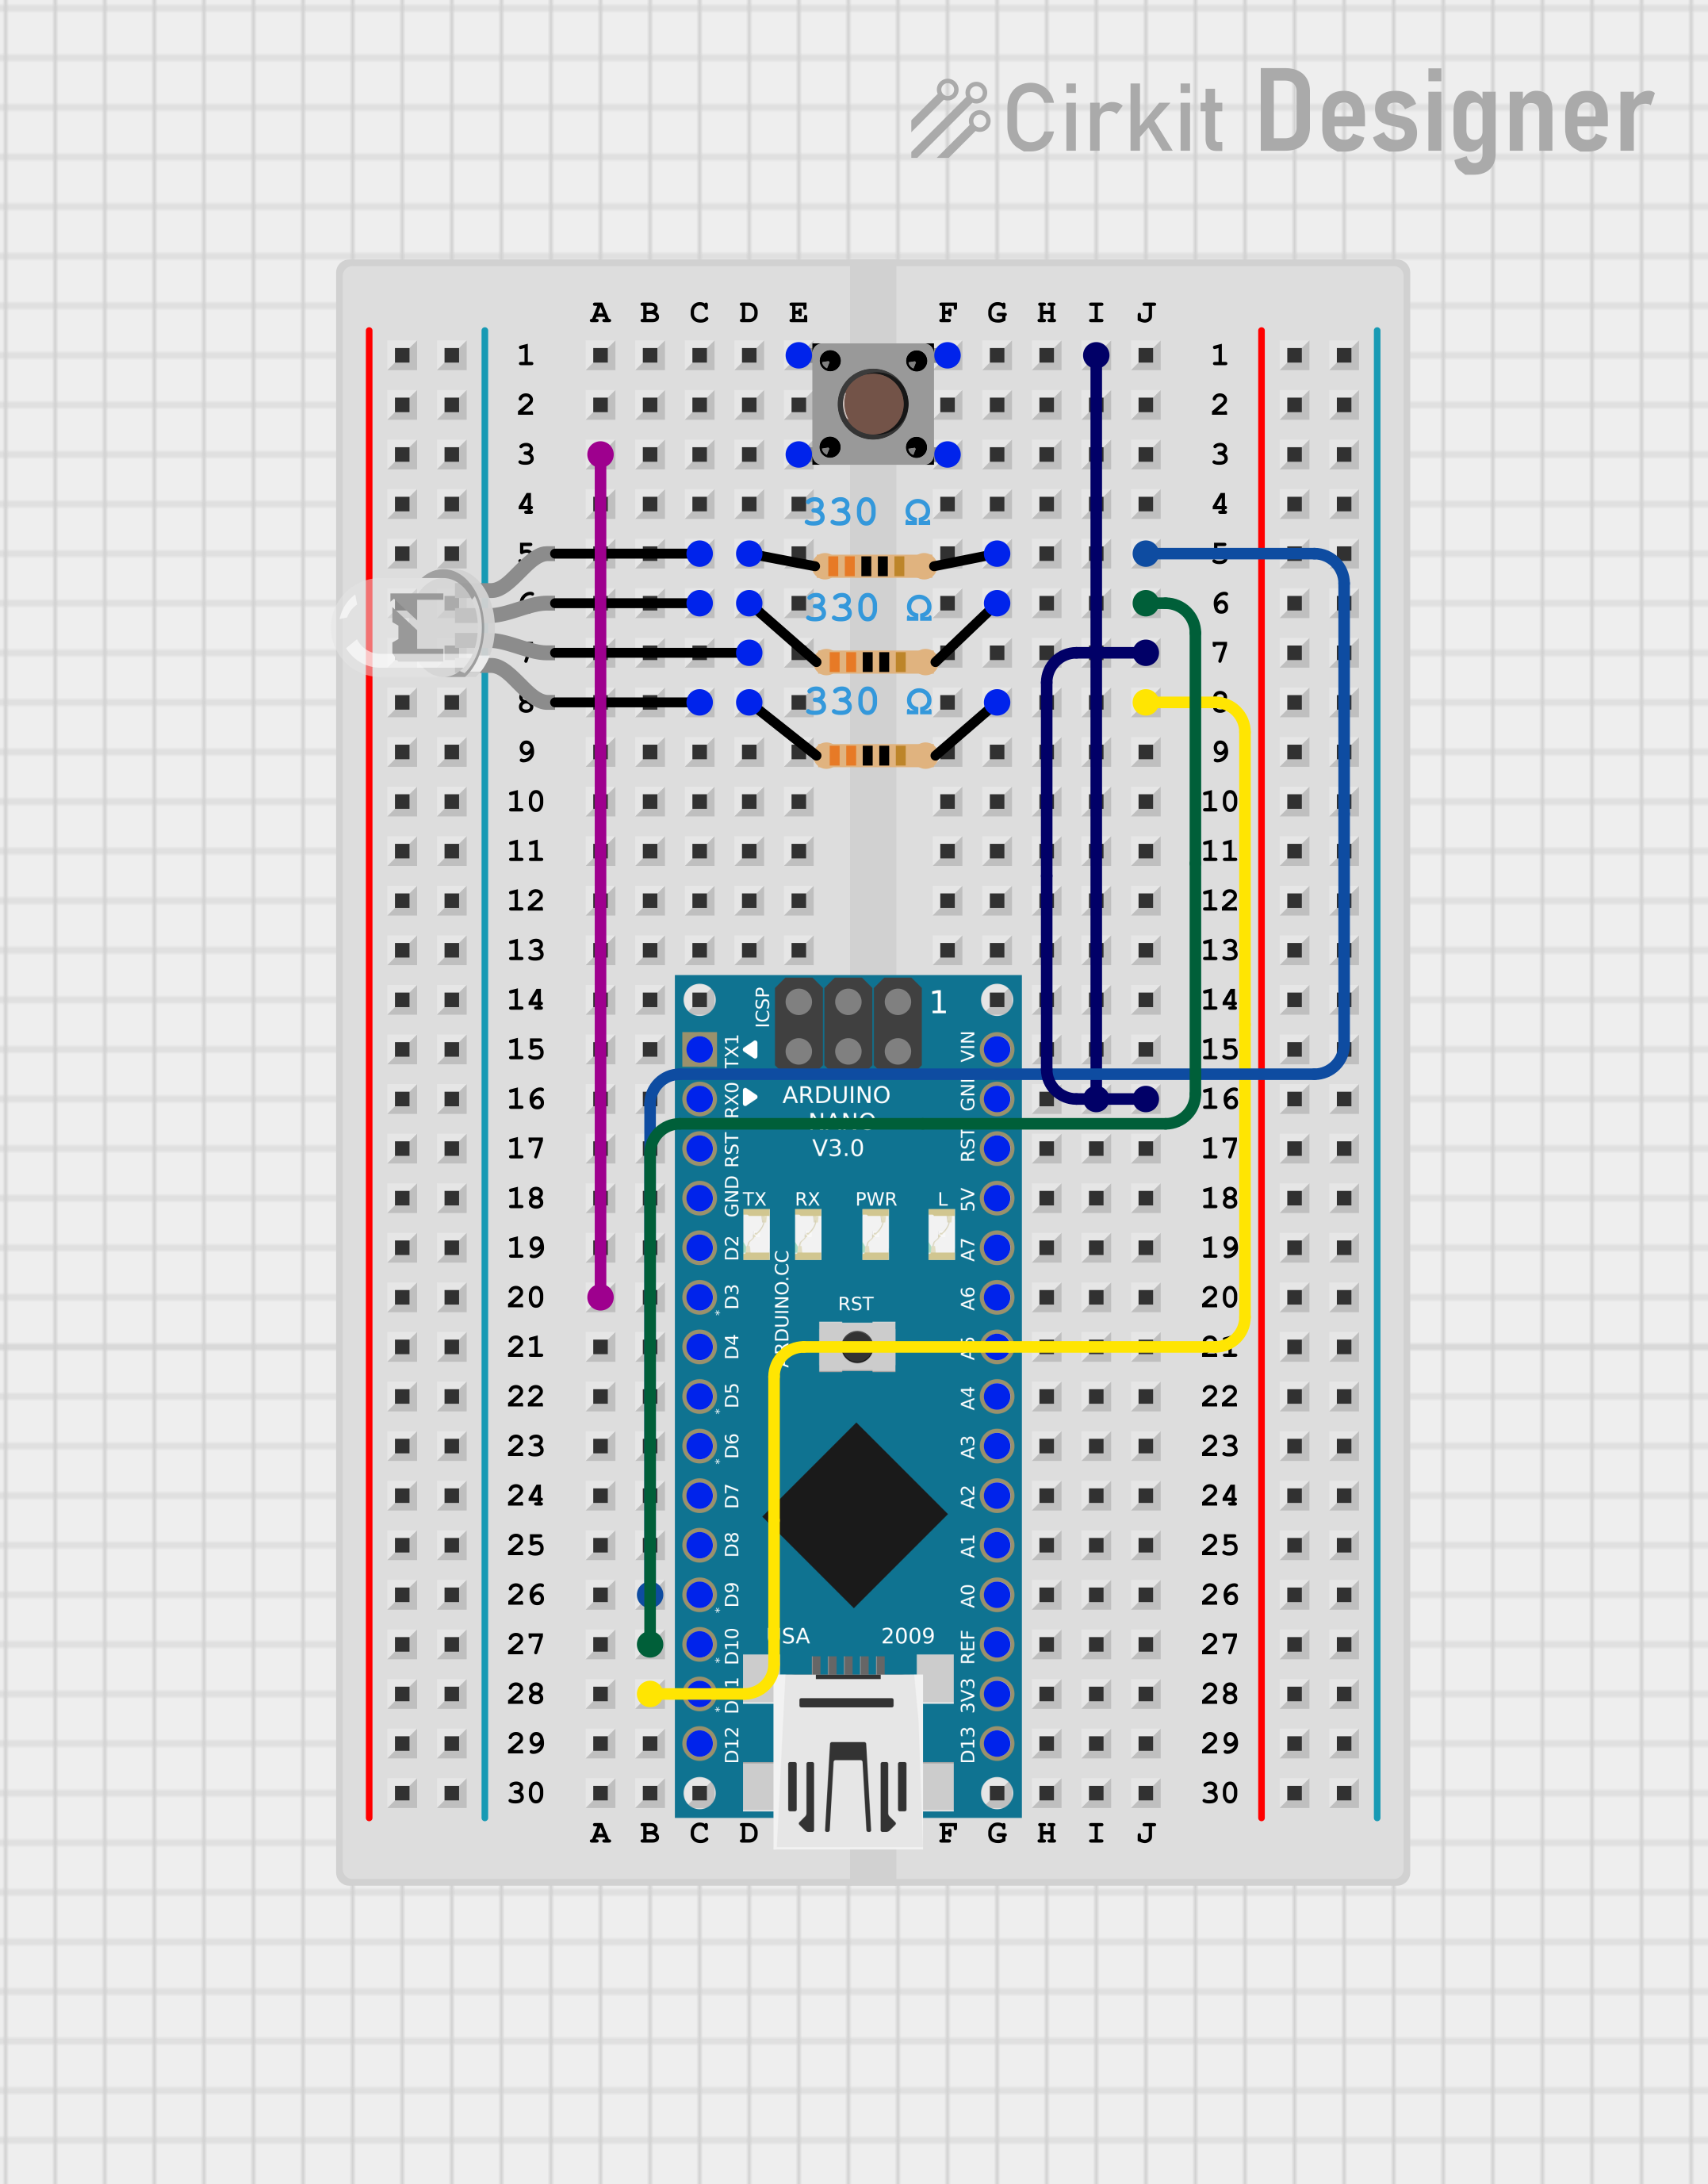 Cirkit Designer
A B C D E F G H I J
1 1
2 2
3 3
4 4
330 Ω
5 5
6 6
330 Ω
7 7
8 8
330 Ω
9 9
10 10
11 11
12 12
13 13
14 ICSP 1 14
15 TX1 VIN 15
16 RX0 ARDUINO 16
NANO
17 RST V3.0 RST 17
18 GND TX RX PWR L 5V 18
19 D2 A7 19
ARDUINO.CC
20 D3 RST A6 20
21 D4 21
22 D5 A4 22
23 D6 A3 23
24 D7 A2 24
25 D8 A1 25
26 D9 A0 26
27 D10 USA 2009 REF 27
28 3V3 28
29 D12 D13 29
30 30
A B C D F G H I J